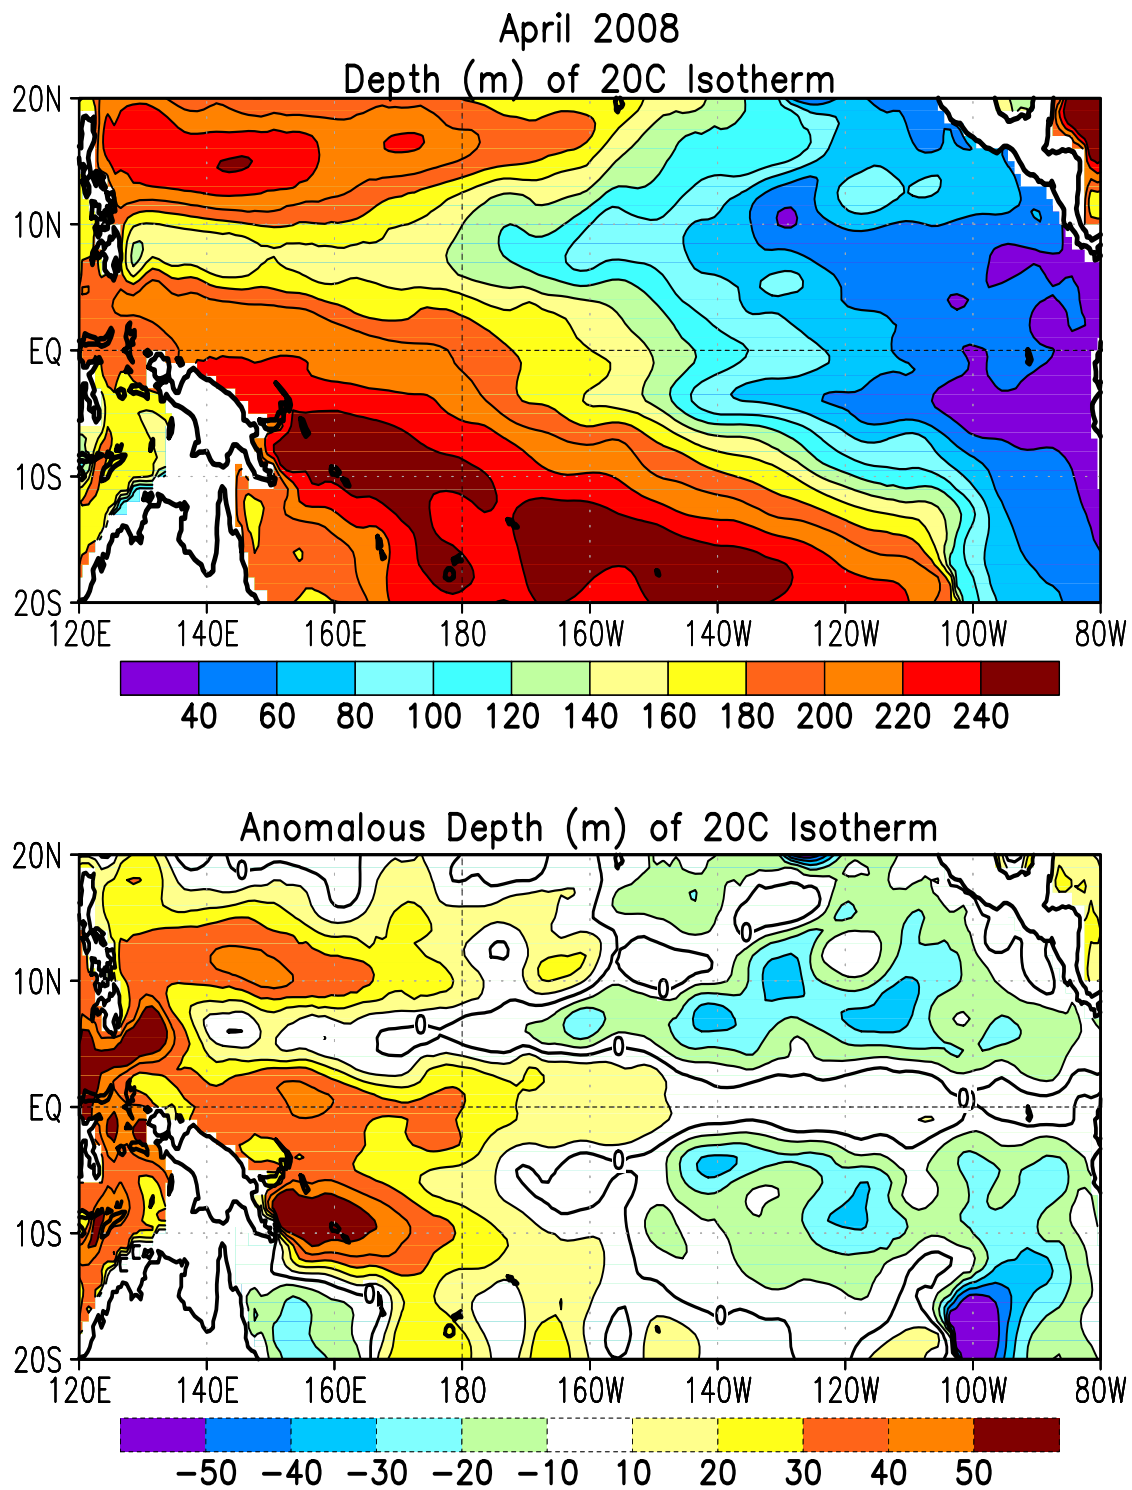 April 2008
Depth (m) of 20C Isotherm
20N
10N
EQ
10S
20S
120E 140E 160E 180 160W 140W 120W 100W 80W
40 60 80 100 120 140 160 180 200 220 240
Anomalous Depth (m) of 20C Isotherm
20N
0
0
10N
0
0
0
EQ
0
0
10S
0
0
20S
120E 140E 160E 180 160W 140W 120W 100W 80W
−50 −40 −30 −20 −10 10 20 30 40 50